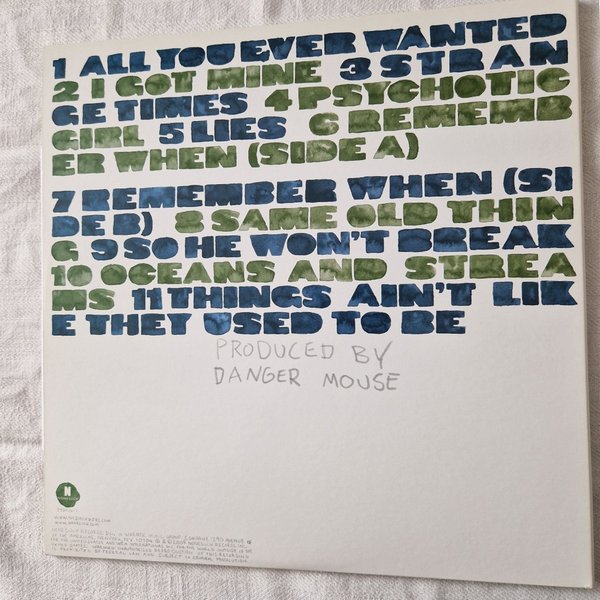 1 ALL YOU EVER WANTED
2 I GOT MINE 3 STRAN
GE TIMES 4 PSYCHOTIC
GIRL 5 LIES 6 REMEMB
ER WHEN (SIDE A)
7 REMEMBER WHEN (SI
DE B) 8 SAME OLD THIN
G 9 SO HE WON'T BREAK
10 OCEANS AND STREA
MS 11 THINGS AIN'T LIK
E THEY USED TO BE
PRODUCED BY
DANGER MOUSE
N
NONESUCH